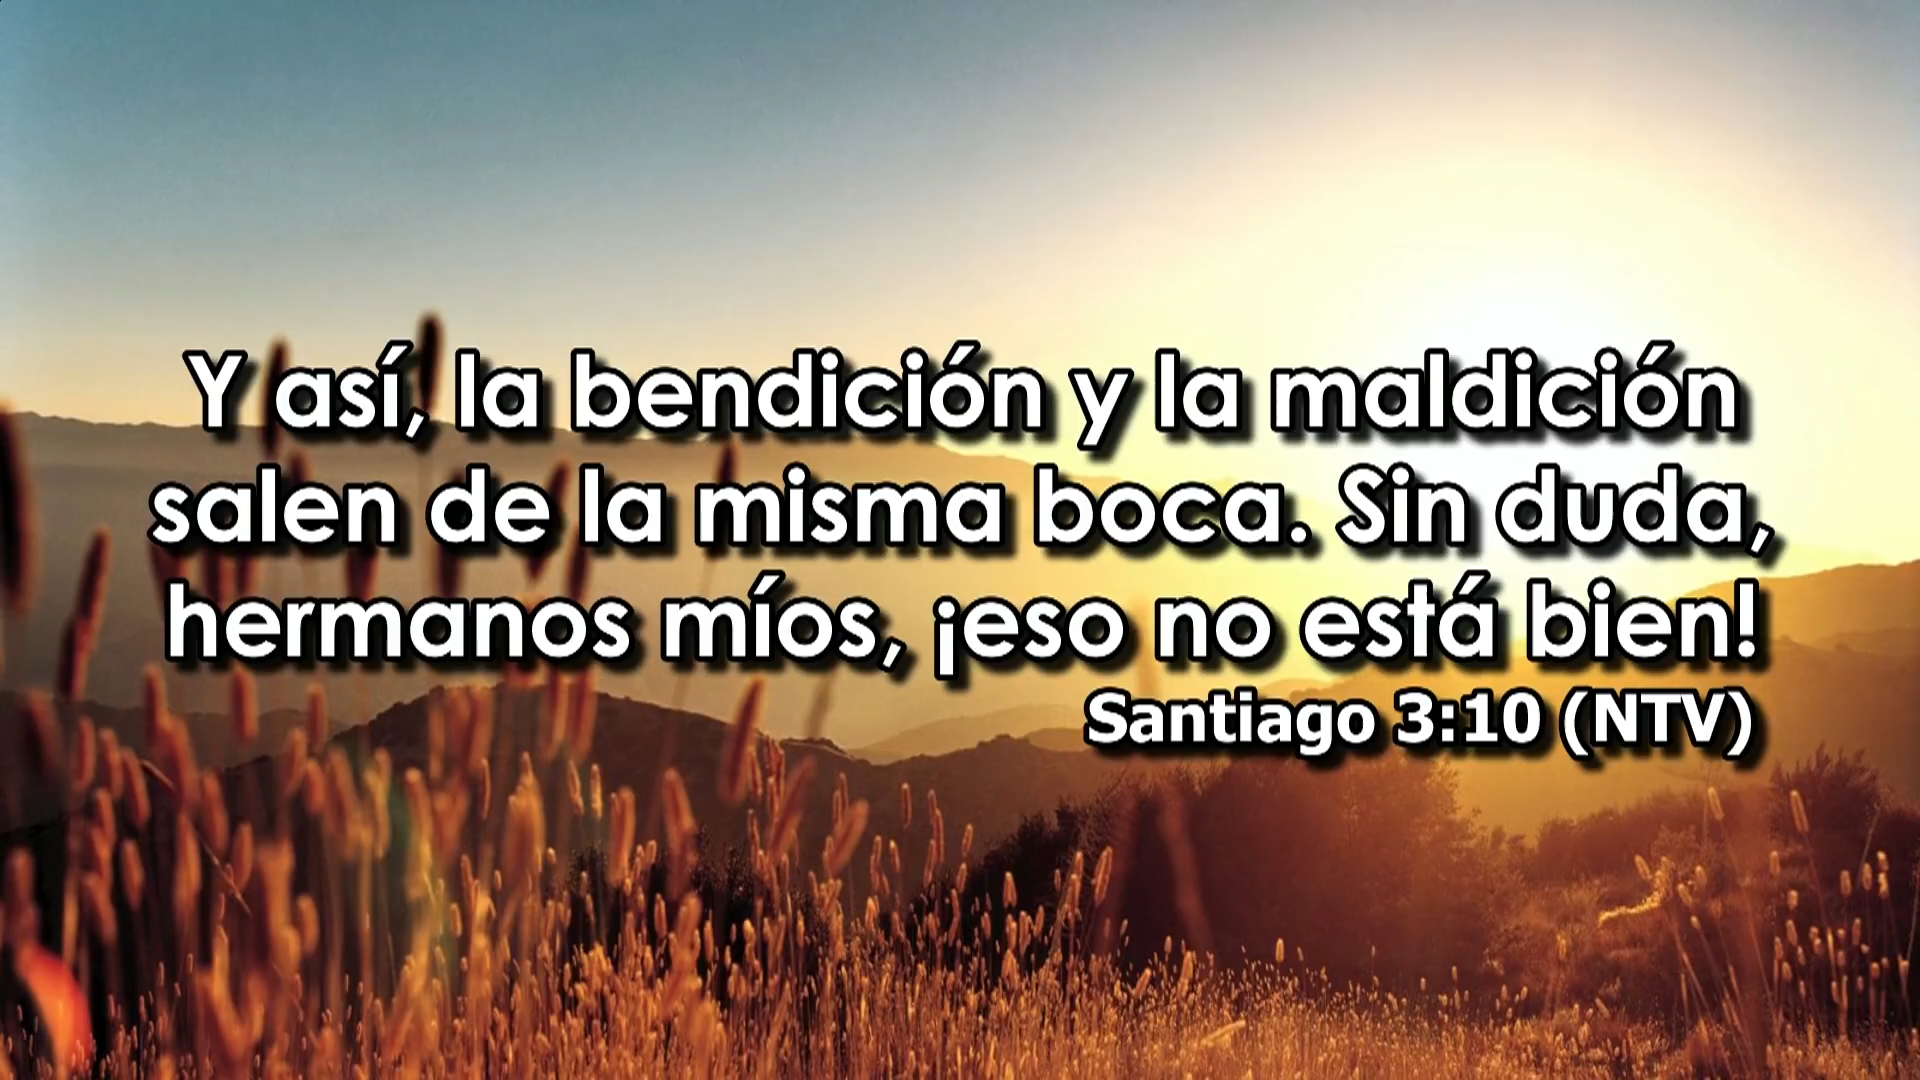 Y así, la bendición y la maldición
salen de la misma boca. Sin duda,
hermanos míos, ¡eso no está bien!
Santiago 3:10 (NTV)